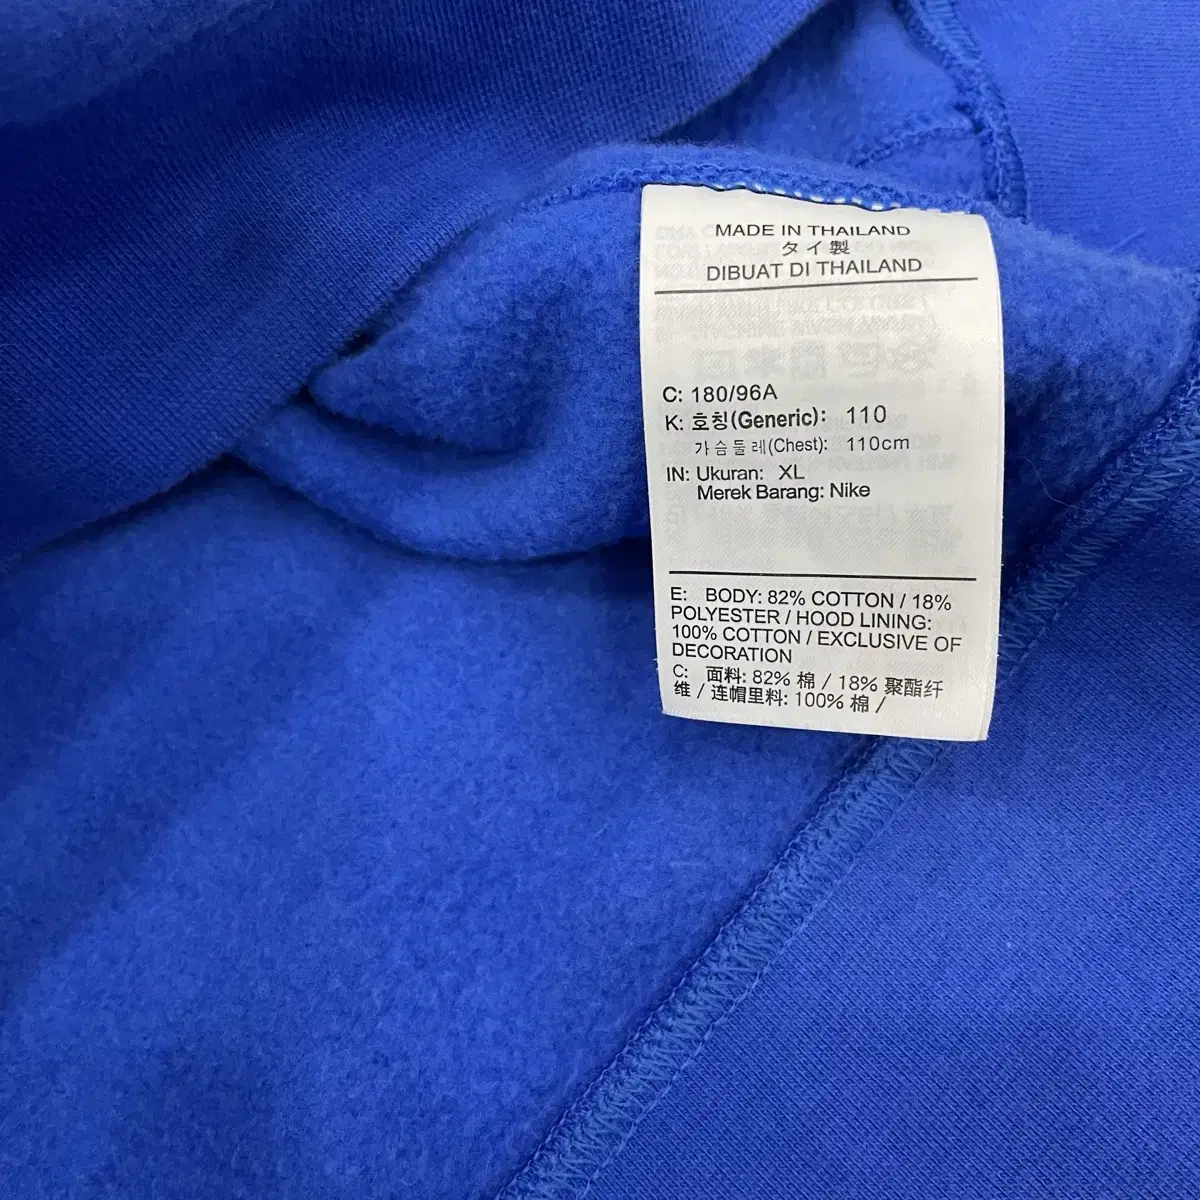 MADE IN THAILAND
タイ製
DIBUAT DI THAILAND
C: 180/96A
K: 호칭(Generic): 110
가슴둘레(Chest): 110cm
IN: Ukuran: XL
Merek Barang: Nike
E: BODY: 82% COTTON / 18%
POLYESTER / HOOD LINING:
100% COTTON / EXCLUSIVE OF
DECORATION
C: 面料: 82% 棉 / 18% 聚酯纤
维 / 连帽里料: 100% 棉 /